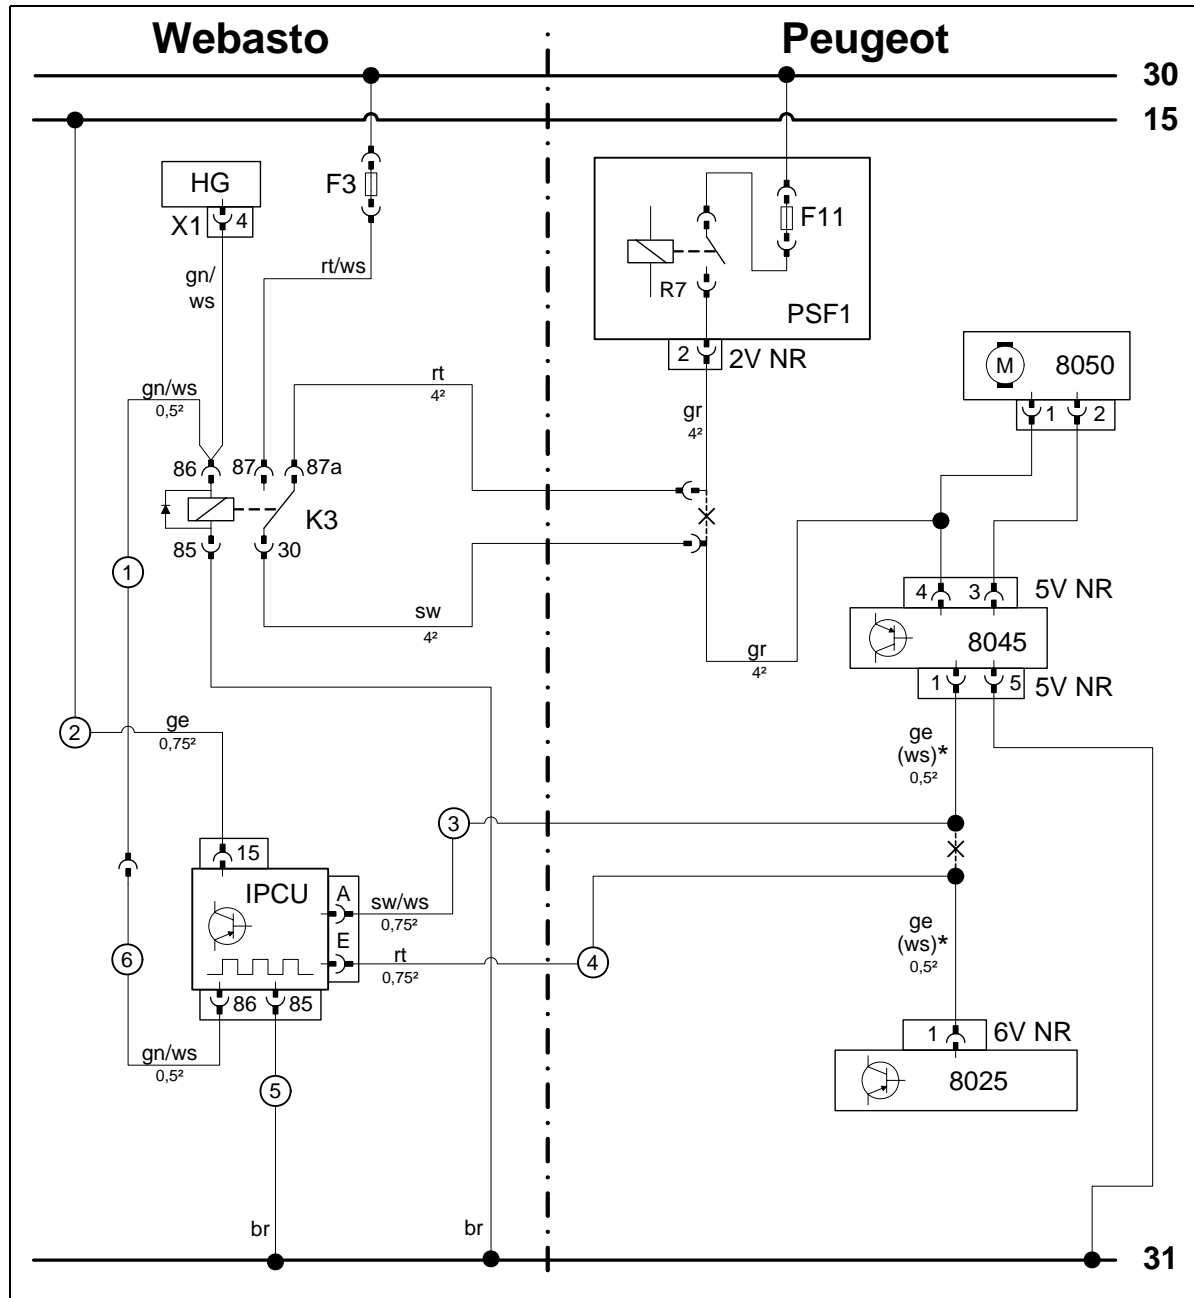 Webasto
Peugeot
30
15
HG
X1
4
F3
F11
R7
PSF1
gn/
ws
rt/ws
2
2V NR
M
8050
1
2
gn/ws
0,5²
rt
4²
gr
4²
86
87
87a
K3
85
30
1
sw
4²
4
3
5V NR
8045
gr
4²
1
5
5V NR
2
ge
0,75²
ge
(ws)*
0,5²
3
15
IPCU
A
sw/ws
0,75²
E
rt
0,75²
4
6
ge
(ws)*
0,5²
86
85
1
6V NR
gn/ws
0,5²
5
8025
br
br
31